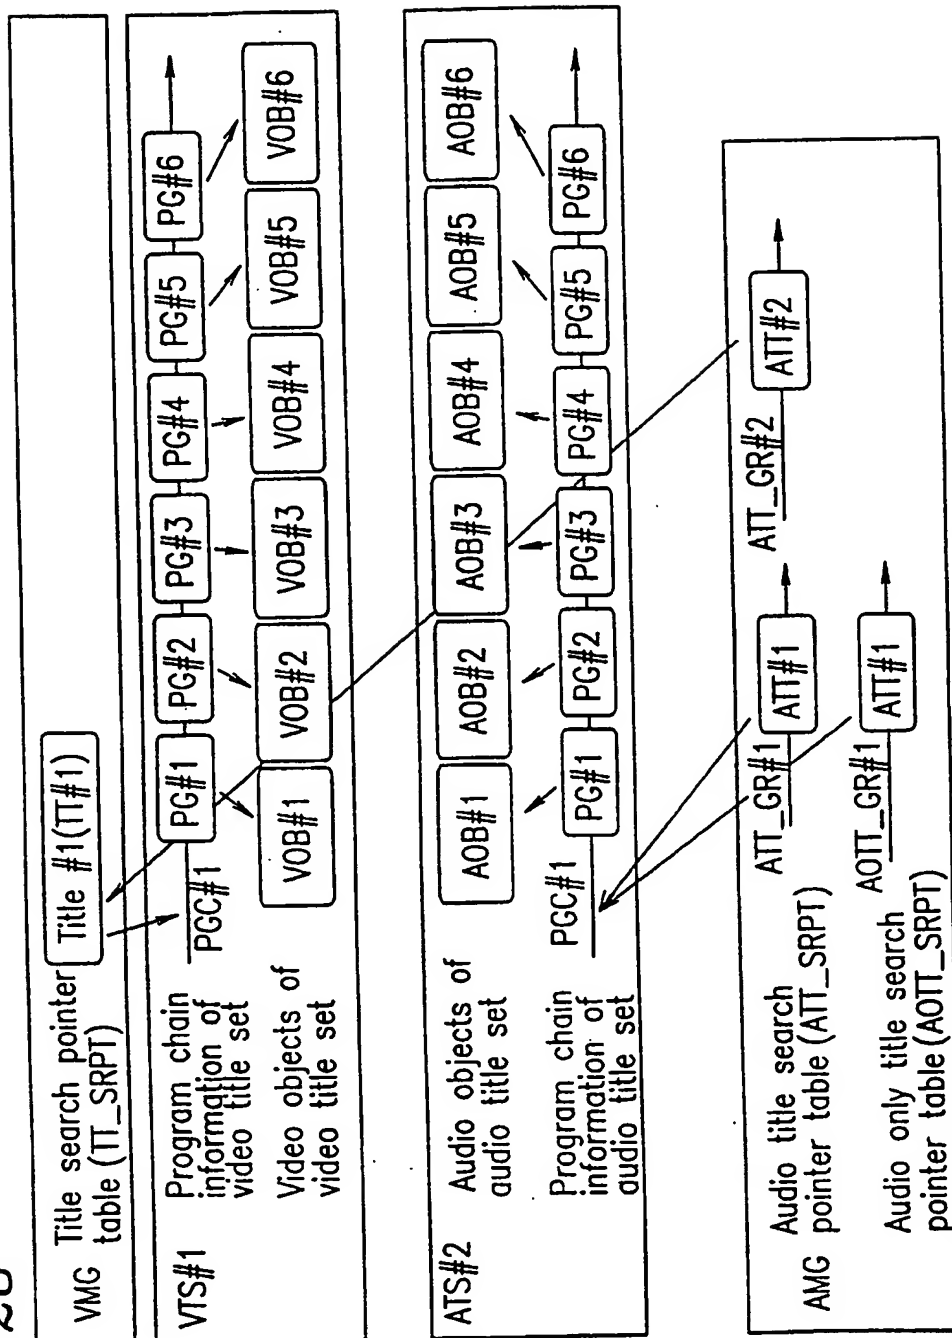 VMG
Title search pointer
table (TT_SRPT)
Title #1(TT#1)
VTS#1
Program chain
information of
video title set
PGC#1
PG#1
PG#2
PG#3
PG#4
PG#5
PG#6
Video objects of
video title set
VOB#1
VOB#2
VOB#3
VOB#4
VOB#5
VOB#6
ATS#2
Audio objects of
audio title set
AOB#1
AOB#2
AOB#3
AOB#4
AOB#5
AOB#6
Program chain
information of
audio title set
PGC#1
PG#1
PG#2
PG#3
PG#4
PG#5
PG#6
AMG
Audio title search
pointer table (ATT_SRPT)
ATT_GR#1
ATT#1
ATT_GR#2
ATT#2
Audio only title search
pointer table (AOTT_SRPT)
AOTT_GR#1
ATT#1